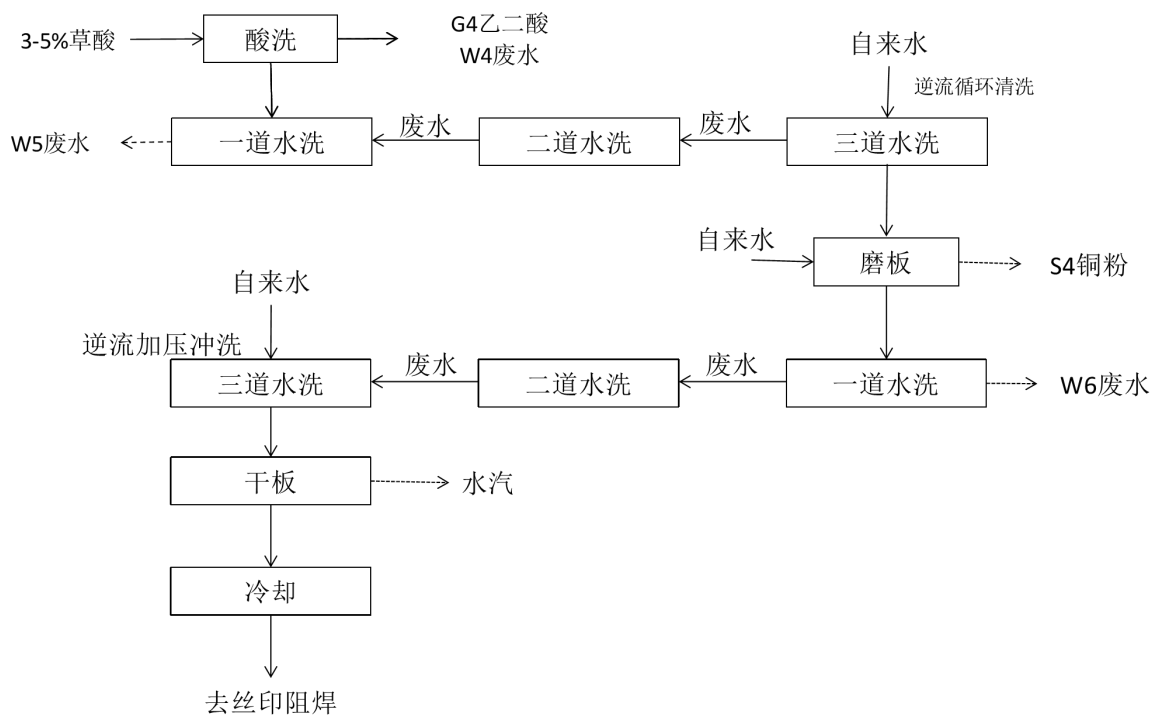 3-5%草酸
酸洗
G4乙二酸
W4废水
自来水
逆流循环清洗
W5废水
一道水洗
废水
二道水洗
废水
三道水洗
自来水
磨板
S4铜粉
自来水
逆流加压冲洗
三道水洗
废水
二道水洗
废水
一道水洗
W6废水
干板
水汽
冷却
去丝印阻焊